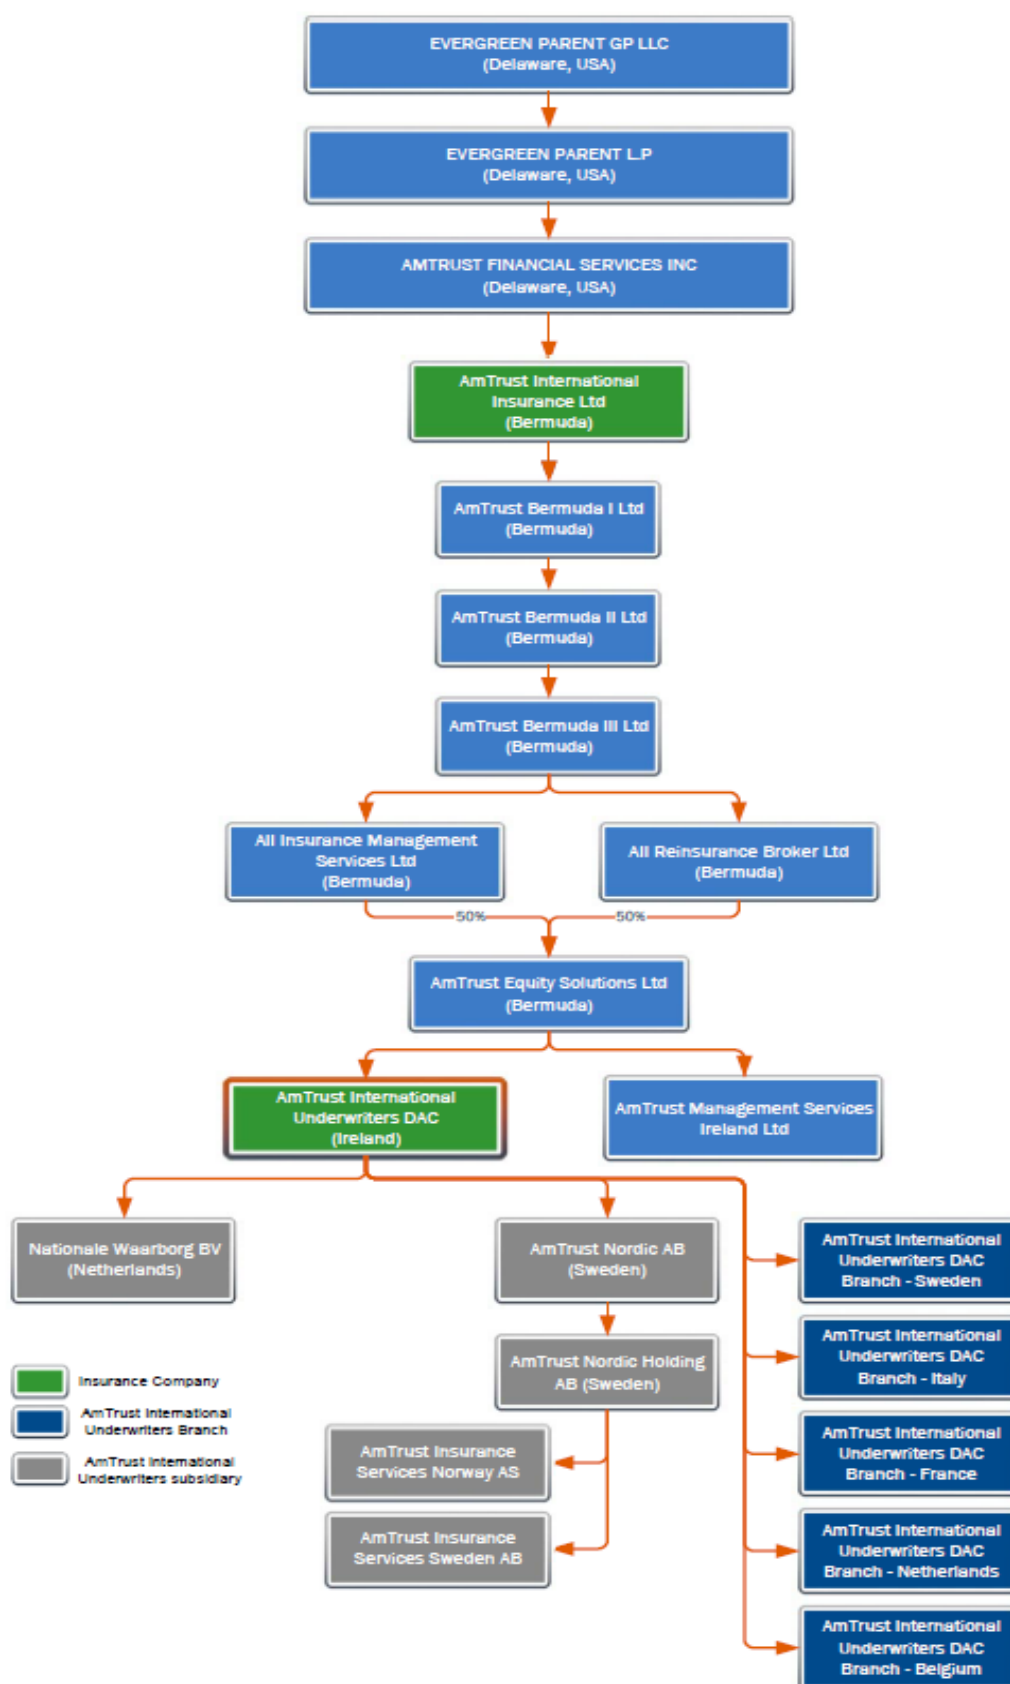 EVERGREEN PARENT GP LLC
(Delaware, USA)
EVERGREEN PARENT L.P
(Delaware, USA)
AMTRUST FINANCIAL SERVICES INC
(Delaware, USA)
AmTrust International
Insurance Ltd
(Bermuda)
AmTrust Bermuda I Ltd
(Bermuda)
AmTrust Bermuda II Ltd
(Bermuda)
AmTrust Bermuda III Ltd
(Bermuda)
AII Insurance Management
Services Ltd
(Bermuda)
AII Reinsurance Broker Ltd
(Bermuda)
50%
50%
AmTrust Equity Solutions Ltd
(Bermuda)
AmTrust International
Underwriters DAC
(Ireland)
AmTrust Management Services
Ireland Ltd
Nationale Waarborg BV
(Netherlands)
AmTrust Nordic AB
(Sweden)
AmTrust Nordic Holding
AB (Sweden)
AmTrust Insurance
Services Norway AS
AmTrust Insurance
Services Sweden AB
AmTrust International
Underwriters DAC
Branch - Sweden
AmTrust International
Underwriters DAC
Branch - Italy
AmTrust International
Underwriters DAC
Branch - France
AmTrust International
Underwriters DAC
Branch - Netherlands
AmTrust International
Underwriters DAC
Branch - Belgium
Insurance Company
AmTrust International
Underwriters Branch
AmTrust International
Underwriters subsidiary